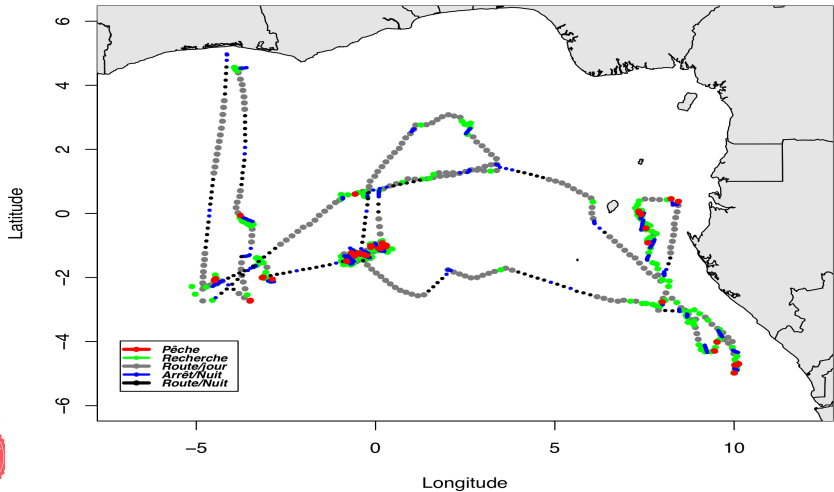 6
4
2
0
−2
−4
−6
Latitude
Pêche
Recherche
Route/jour
Arrêt/Nuit
Route/Nuit
−5
0
5
10
Longitude